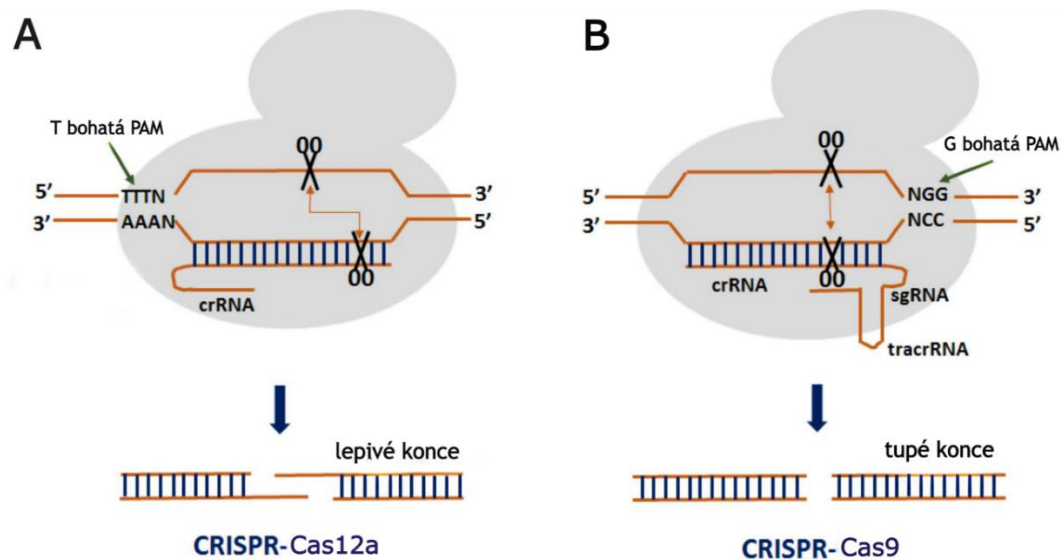 A
T bohatá PAM
5’
TTTN
3’
3’
AAAN
5’
crRNA
lepivé konce
CRISPR-Cas12a
B
G bohatá PAM
5’
NGG
3’
3’
NCC
5’
crRNA
sgRNA
tracrRNA
tupé konce
CRISPR-Cas9